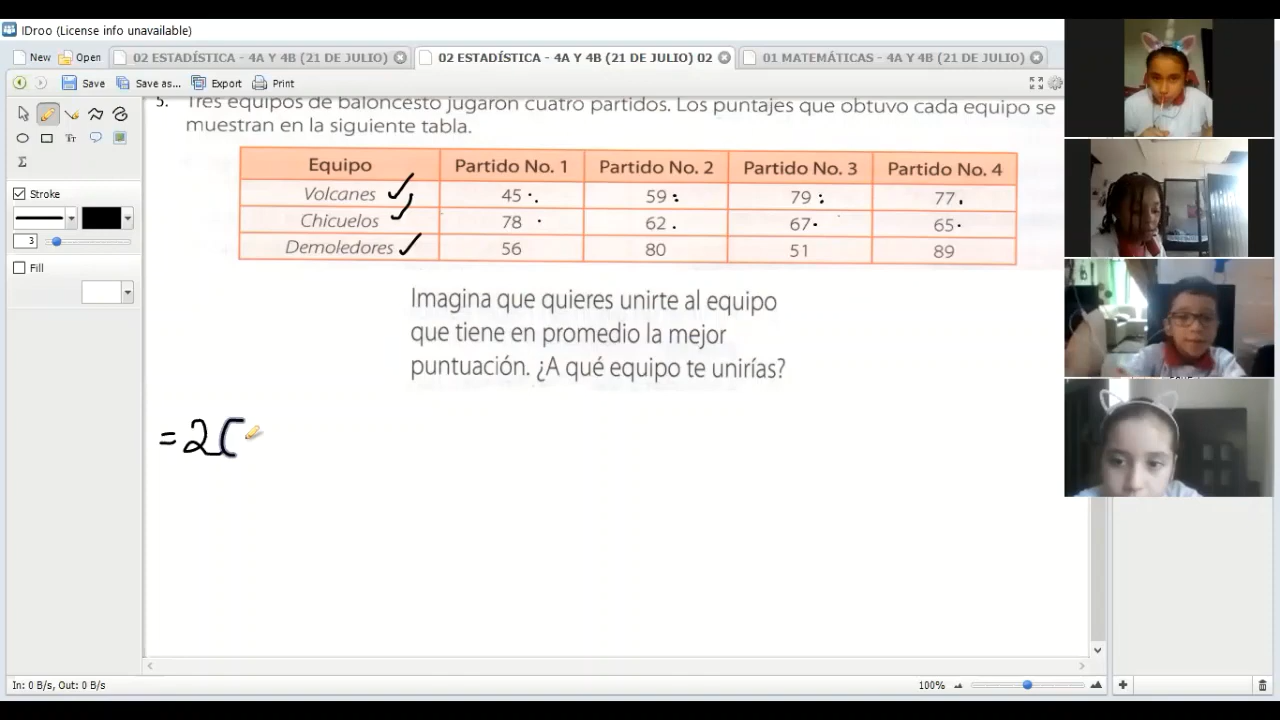 IDroo (License info unavailable)
New Open 02 ESTADÍSTICA - 4A Y 4B (21 DE JULIO) 02 ESTADÍSTICA - 4A Y 4B (21 DE JULIO) 02 01 MATEMÁTICAS - 4A Y 4B (21 DE JULIO)
Save Save as... Export Print
5. Tres equipos de baloncesto jugaron cuatro partidos. Los puntajes que obtuvo cada equipo se
muestran en la siguiente tabla.
Equipo Partido No. 1 Partido No. 2 Partido No. 3 Partido No. 4
Volcanes 45 59 79 77
Chicuelos 78 62 67 65
Demoledores 56 80 51 89
Tr
Σ
Stroke
3
Fill
Imagina que quieres unirte al equipo
que tiene en promedio la mejor
puntuación. ¿A qué equipo te unirías?
= 2(
In: 0 B/s, Out: 0 B/s 100%